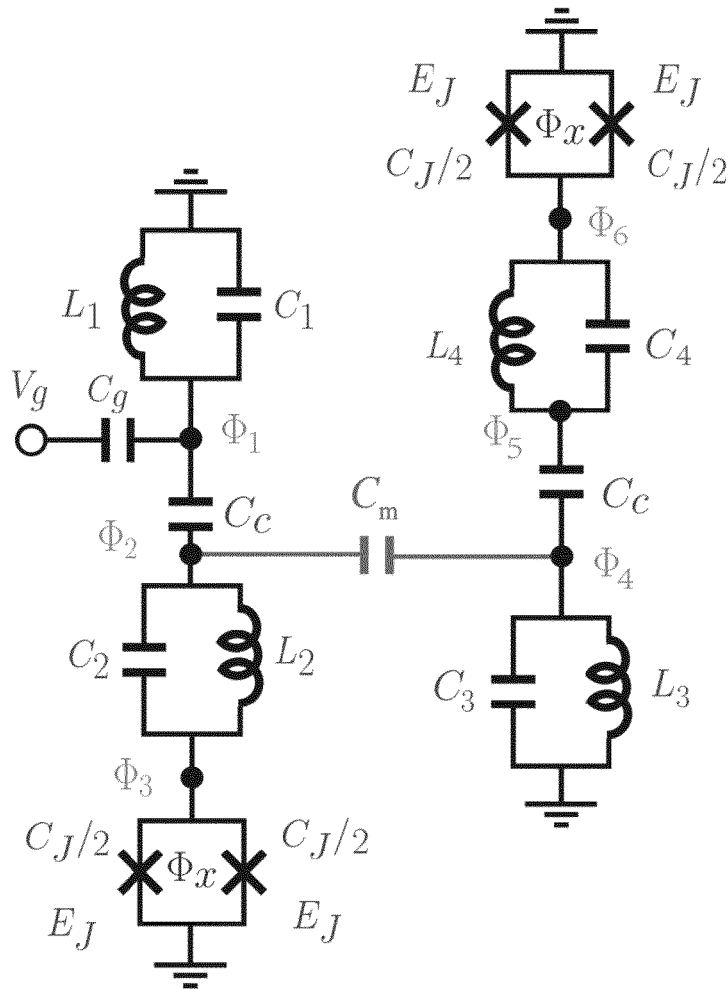 E_J E_J
Φ_x
C_J/2 C_J/2
Φ_6
L_1 C_1
L_4 C_4
V_g C_g
Φ_1
Φ_5
C_c C_m C_c
Φ_2
Φ_4
C_2 L_2
C_3 L_3
Φ_3
C_J/2 C_J/2
Φ_x
E_J E_J